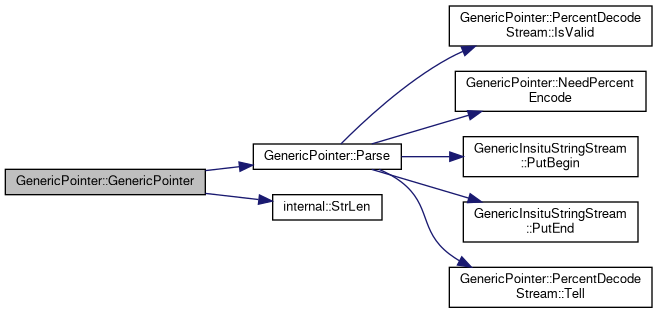 GenericPointer::GenericPointer
GenericPointer::Parse
internal::StrLen
GenericPointer::PercentDecode
Stream::IsValid
GenericPointer::NeedPercent
Encode
GenericInsituStringStream
::PutBegin
GenericInsituStringStream
::PutEnd
GenericPointer::PercentDecode
Stream::Tell